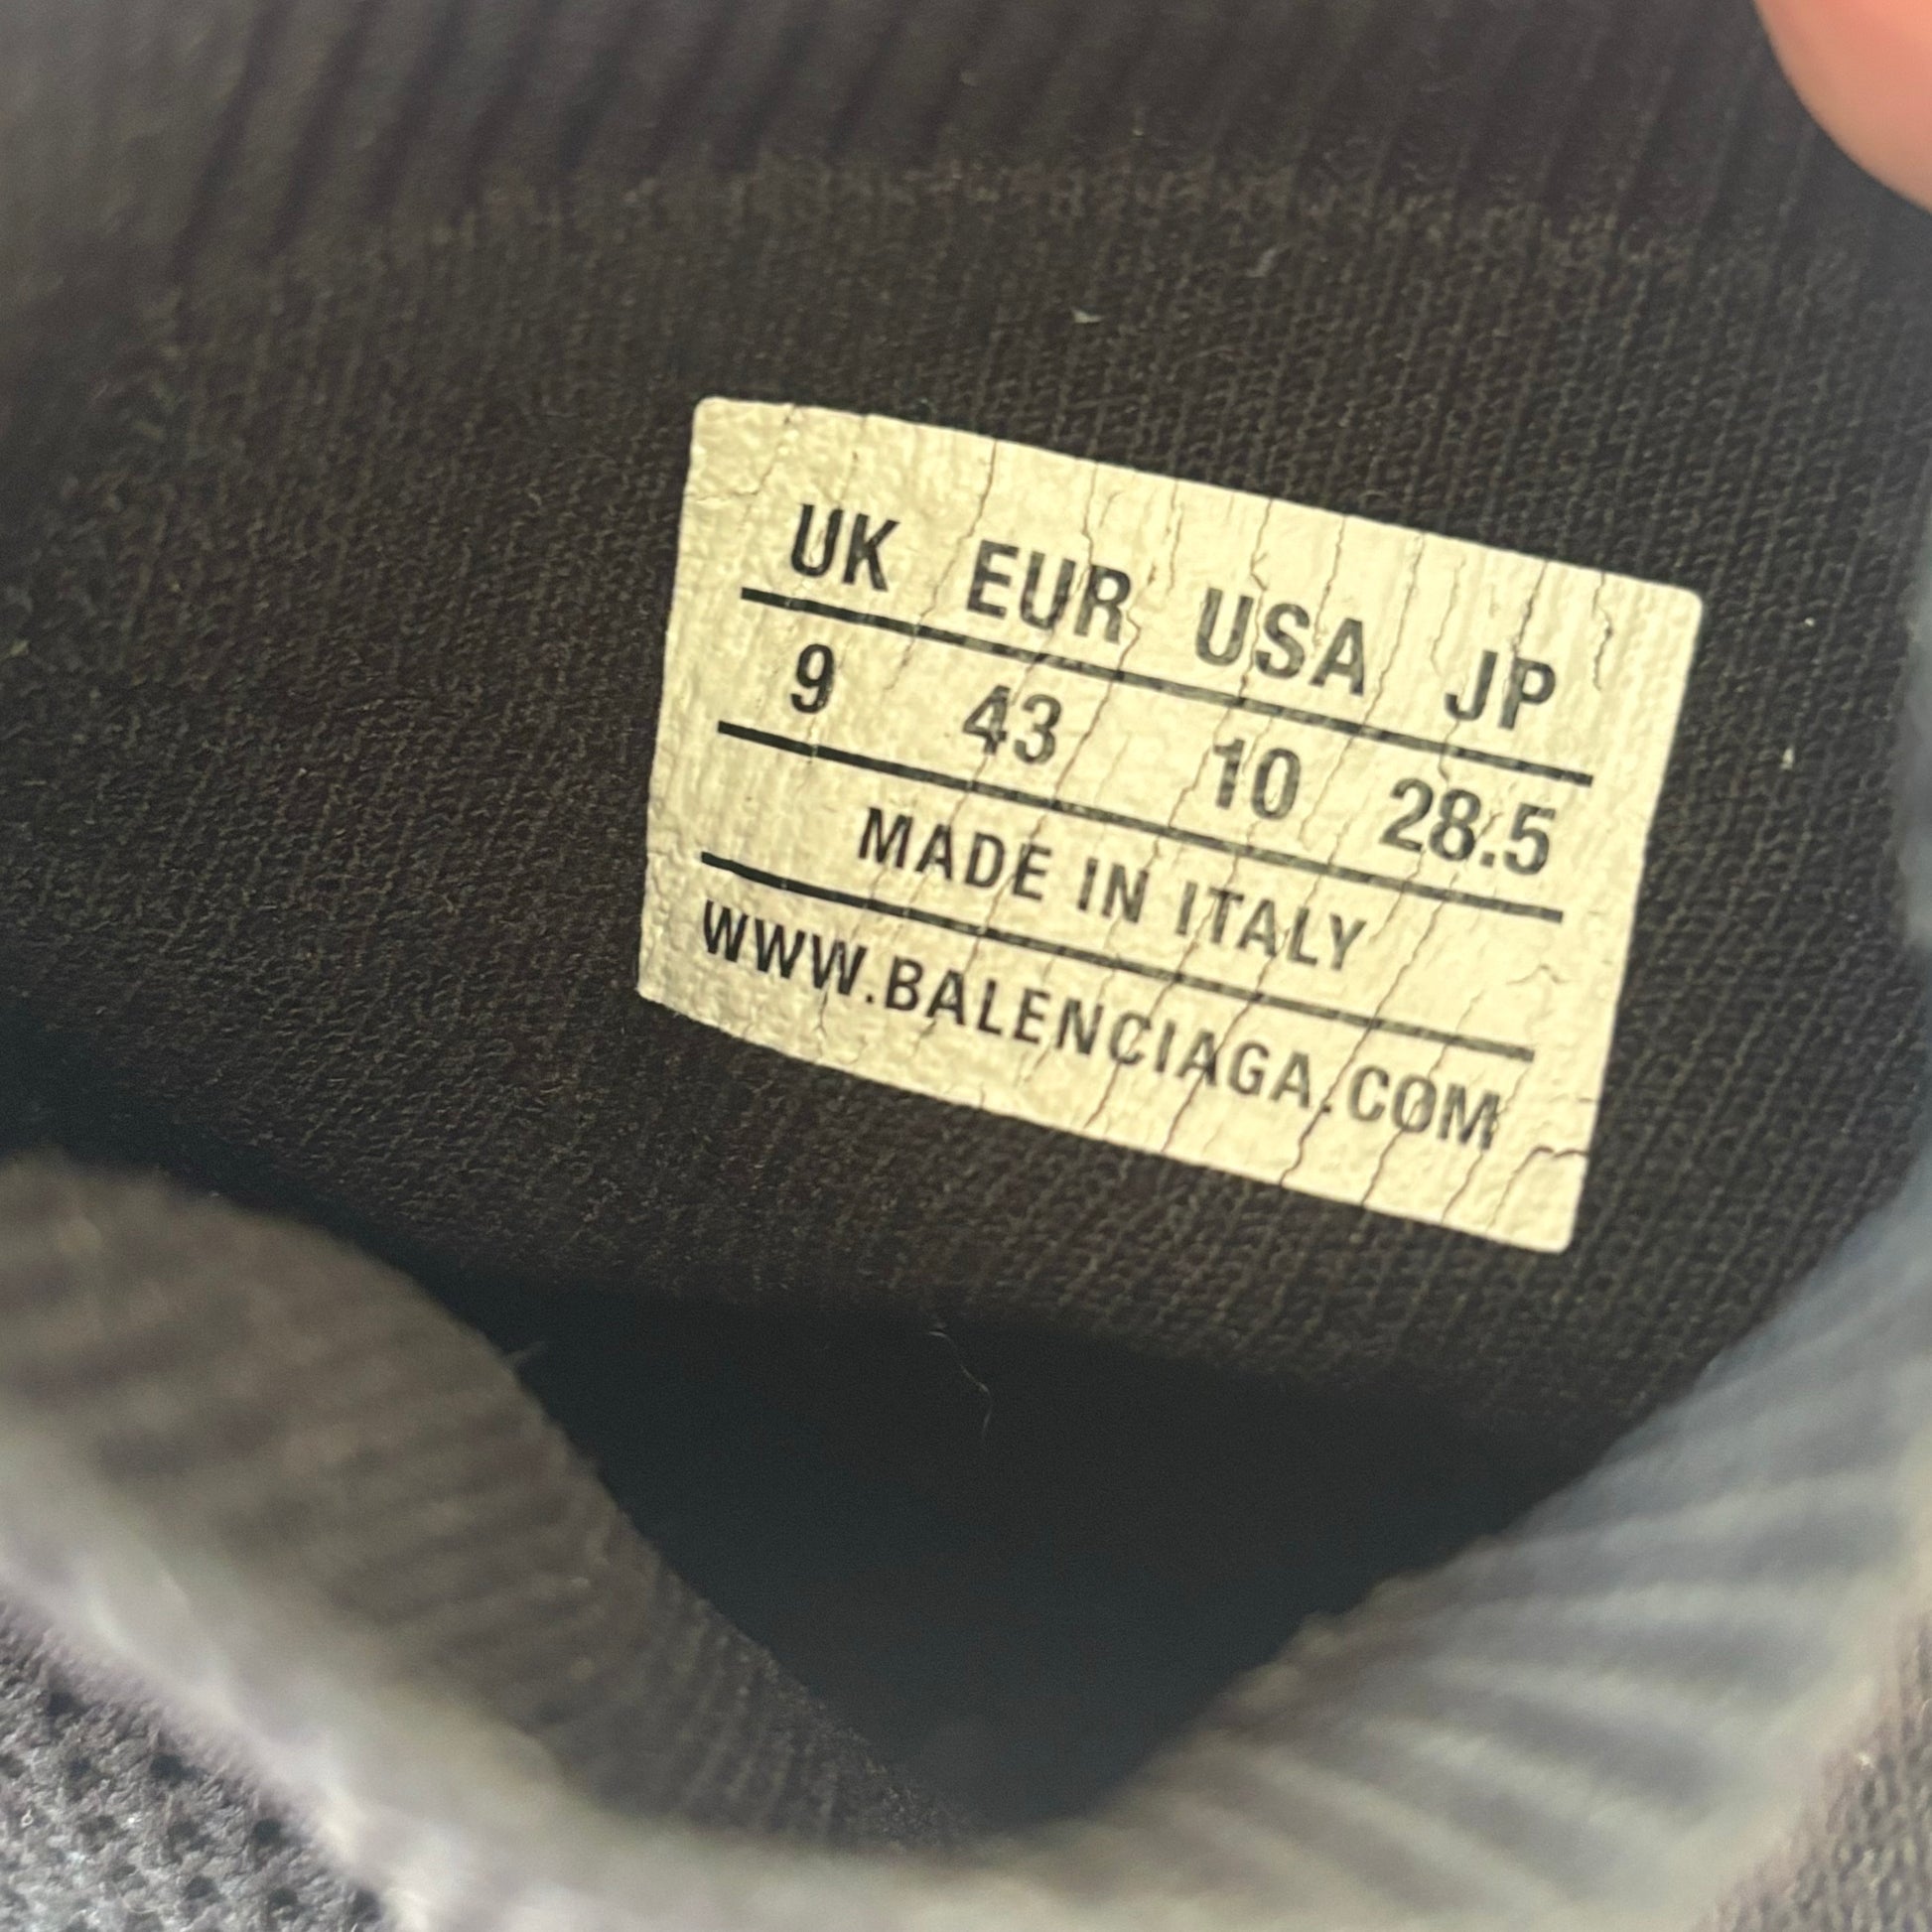 UK EUR USA JP
9 43 10 28.5
MADE IN ITALY
WWW.BALENCIAGA.COM